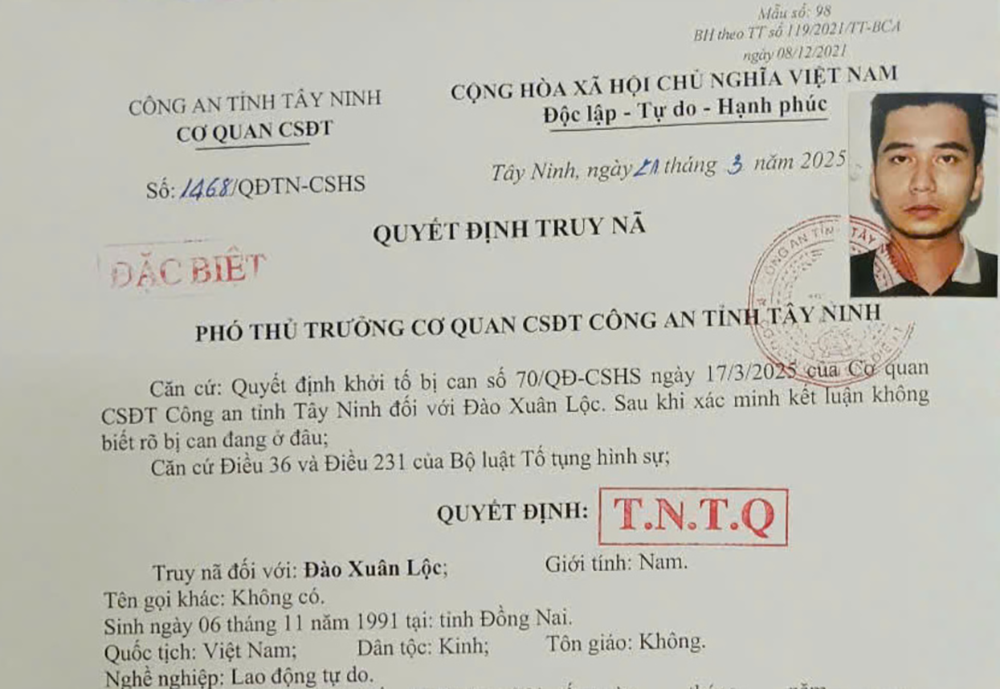 Mẫu số: 98
BH theo TT số 119/2021/TT-BCA
ngày 08/12/2021
CÔNG AN TỈNH TÂY NINH
CƠ QUAN CSĐT
CỘNG HÒA XÃ HỘI CHỦ NGHĨA VIỆT NAM
Độc lập - Tự do - Hạnh phúc
Số: 1468/QĐTN-CSHS
Tây Ninh, ngày 21 tháng 3 năm 2025
QUYẾT ĐỊNH TRUY NÃ
ĐẶC BIỆT
PHÓ THỦ TRƯỞNG CƠ QUAN CSĐT CÔNG AN TỈNH TÂY NINH
Căn cứ: Quyết định khởi tố bị can số 70/QĐ-CSHS ngày 17/3/2025 của Cơ quan
CSĐT Công an tỉnh Tây Ninh đối với Đào Xuân Lộc. Sau khi xác minh kết luận không
biết rõ bị can đang ở đâu;
Căn cứ Điều 36 và Điều 231 của Bộ luật Tố tụng hình sự;
QUYẾT ĐỊNH: T.N.T.Q
Truy nã đối với: Đào Xuân Lộc; Giới tính: Nam.
Tên gọi khác: Không có.
Sinh ngày 06 tháng 11 năm 1991 tại: tỉnh Đồng Nai.
Quốc tịch: Việt Nam; Dân tộc: Kinh; Tôn giáo: Không.
Nghề nghiệp: Lao động tự do.